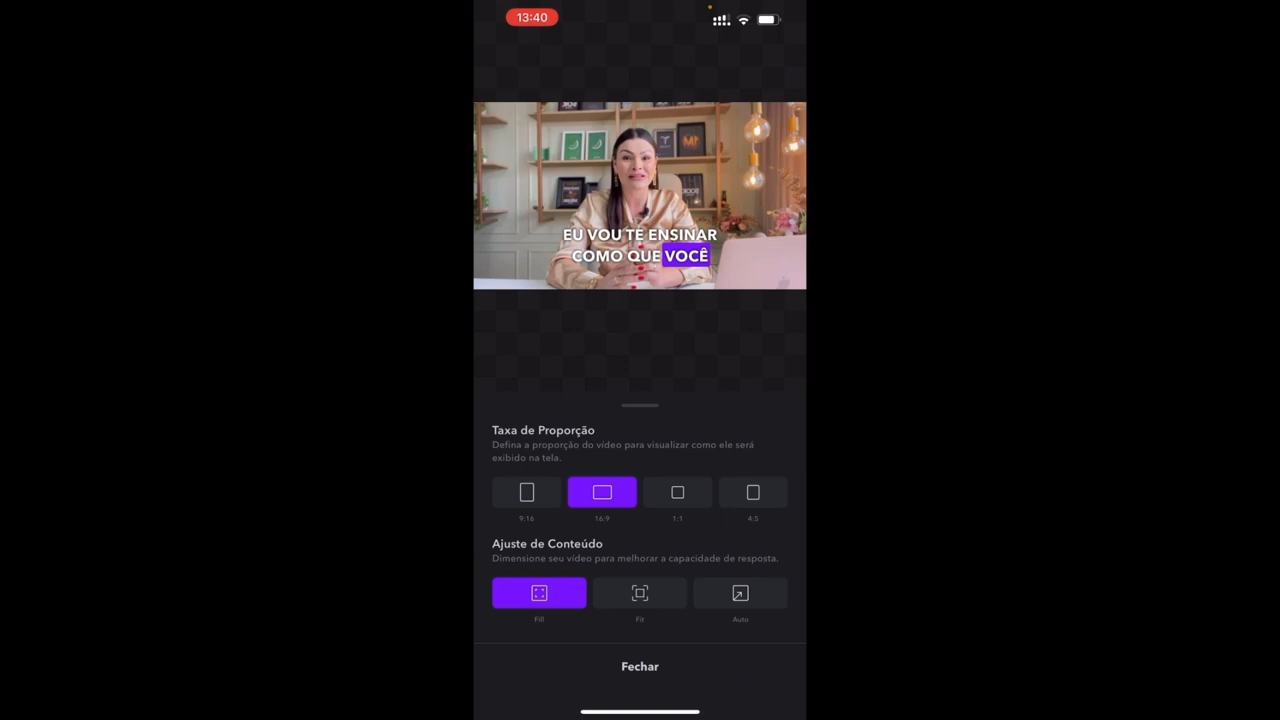 13:40
EU VOU TE ENSINAR
COMO QUE VOCÊ
Taxa de Proporção
Defina a proporção do vídeo para visualizar como ele será
exibido na tela.
9:16
16:9
1:1
4:5
Ajuste de Conteúdo
Dimensione seu vídeo para melhorar a capacidade de resposta.
Fill
Fit
Auto
Fechar